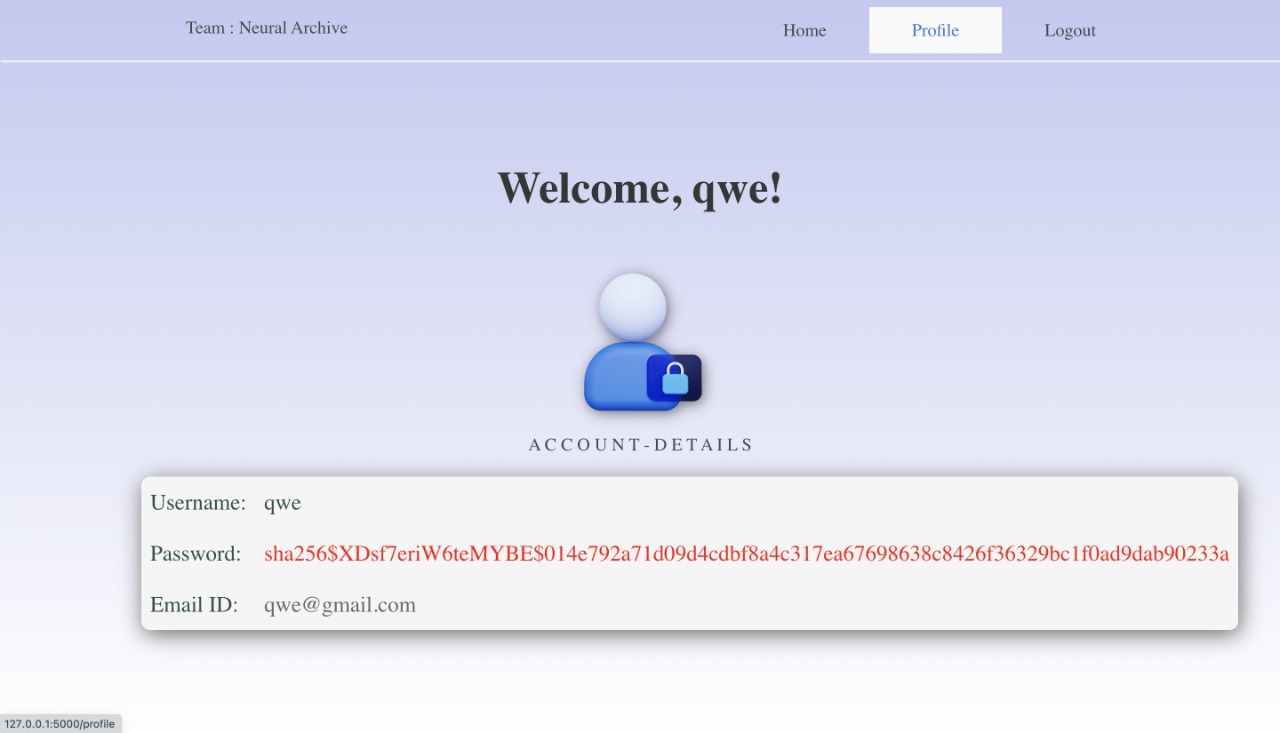 Team : Neural Archive
Home
Profile
Logout
Welcome, qwe!
ACCOUNT-DETAILS
Username: qwe
Password: sha256$XDsf7eriW6teMYBE$014e792a71d09d4cdbf8a4c317ea67698638c8426f36329bc1f0ad9dab90233a
Email ID: qwe@gmail.com
127.0.0.1:5000/profile